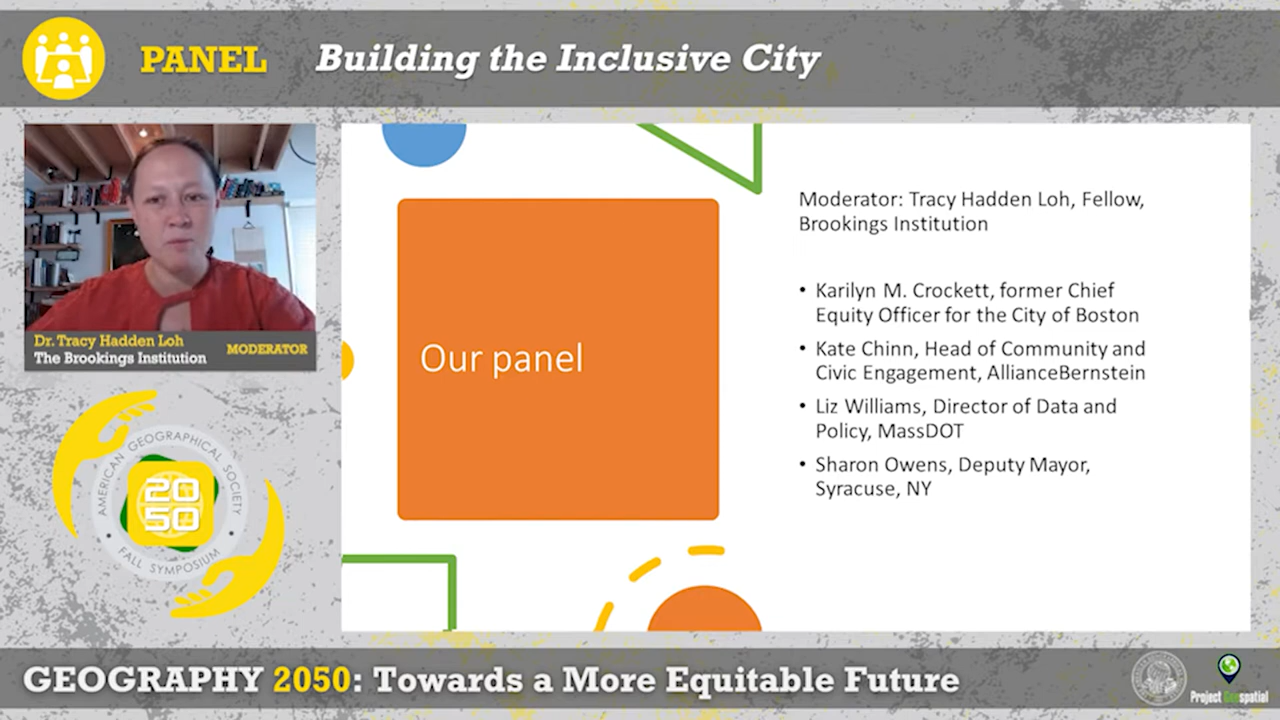 PANEL Building the Inclusive City
Dr. Tracy Hadden Loh
The Brookings Institution
MODERATOR
Our panel
Moderator: Tracy Hadden Loh, Fellow,
Brookings Institution
• Karilyn M. Crockett, former Chief
Equity Officer for the City of Boston
• Kate Chinn, Head of Community and
Civic Engagement, AllianceBernstein
• Liz Williams, Director of Data and
Policy, MassDOT
• Sharon Owens, Deputy Mayor,
Syracuse, NY
AMERICAN GEOGRAPHICAL SOCIETY
20
50
• FALL SYMPOSIUM •
GEOGRAPHY 2050: Towards a More Equitable Future
Project Geospatial